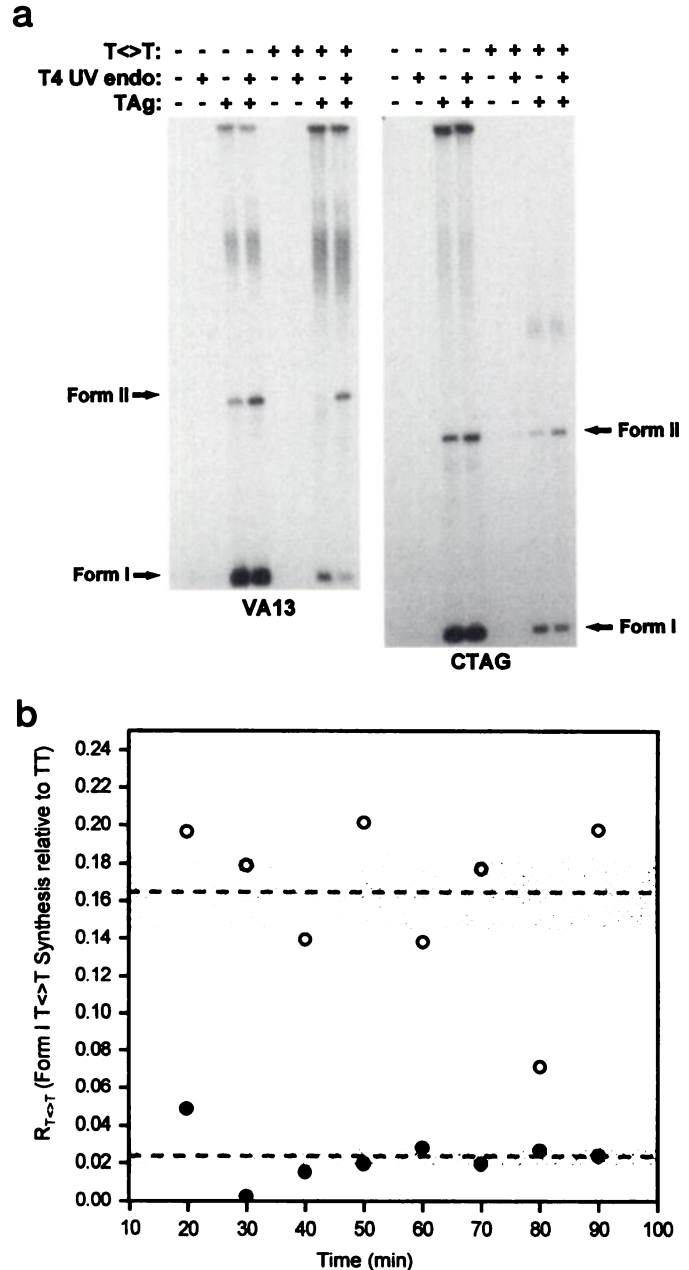 a
T<>T: - - - - + + + + - - - - + + + +
T4 UV endo: - + - + - + - + - + - + - + - +
TAg: - - + + - - + + - - + + - - + +
Form II
Form II
Form I
Form I
VA13
CTAG
b
R_T<>T (Form I T<>T Synthesis relative to TT)
0.24
0.22
0.20
0.18
0.16
0.14
0.12
0.10
0.08
0.06
0.04
0.02
0.00
10 20 30 40 50 60 70 80 90 100
Time (min)